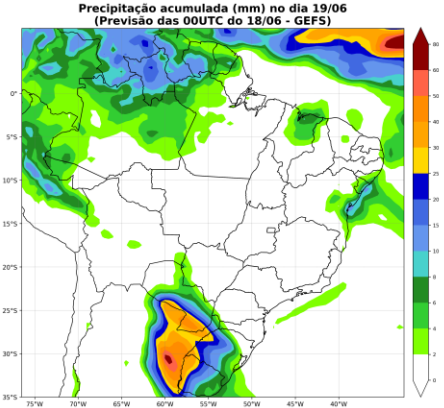 Precipitação acumulada (mm) no dia 19/06
(Previsão das 00UTC do 18/06 - GEFS)
80
60
50
40
30
25
20
15
10
8
6
4
2
0
0°
5°S
10°S
15°S
20°S
25°S
30°S
35°S
75°W 70°W 65°W 60°W 55°W 50°W 45°W 40°W